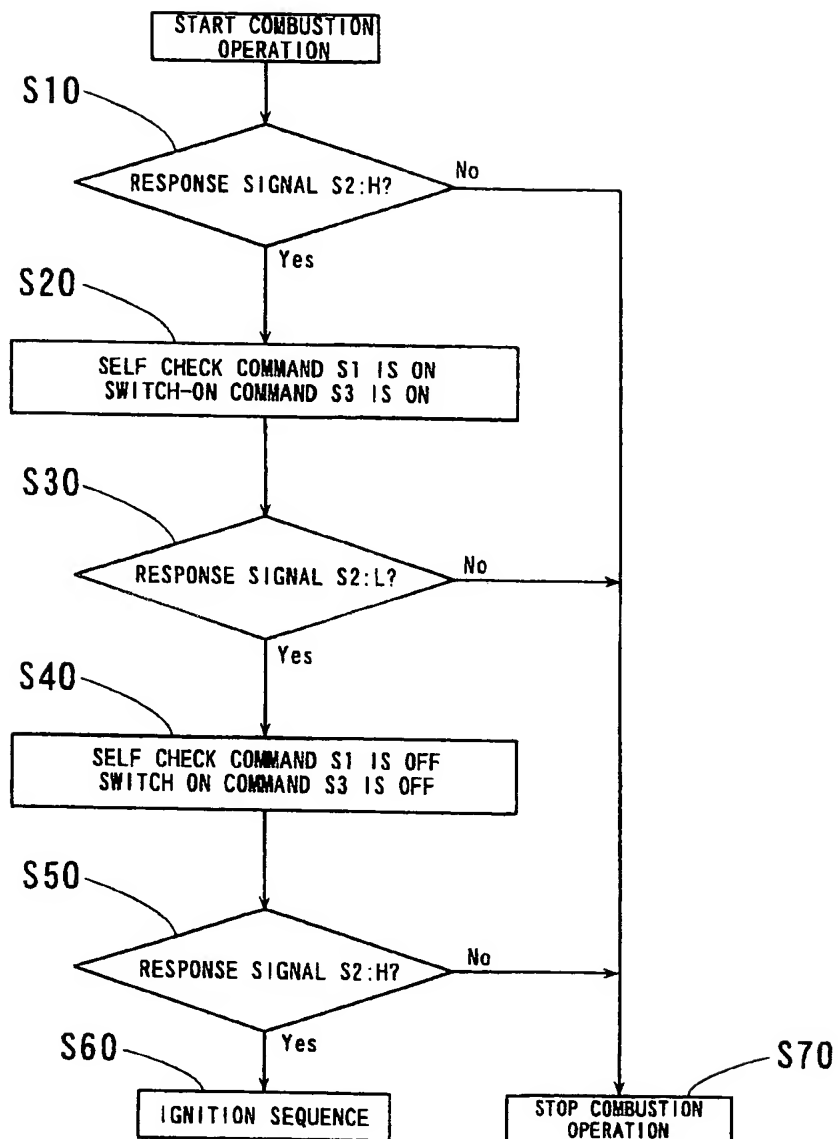 START COMBUSTION
OPERATION
S10
RESPONSE SIGNAL S2:H?
No
Yes
S20
SELF CHECK COMMAND S1 IS ON
SWITCH-ON COMMAND S3 IS ON
S30
RESPONSE SIGNAL S2:L?
No
Yes
S40
SELF CHECK COMMAND S1 IS OFF
SWITCH ON COMMAND S3 IS OFF
S50
RESPONSE SIGNAL S2:H?
No
Yes
S60
S70
IGNITION SEQUENCE
STOP COMBUSTION
OPERATION